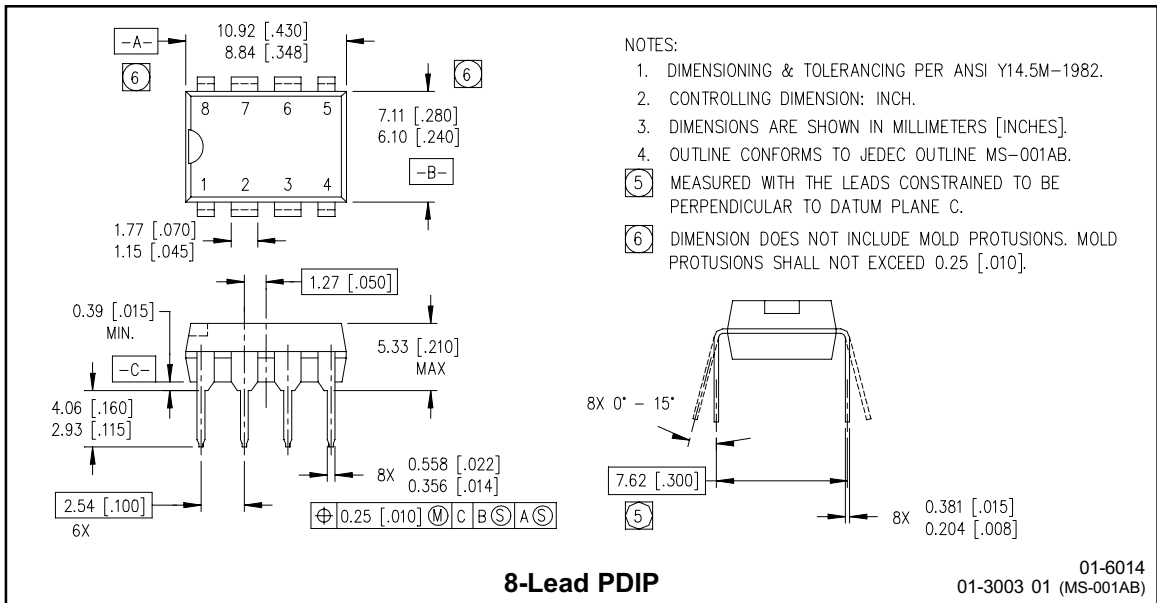 -A-
10.92 [.430]
8.84 [.348]
6
6
8 7 6 5
1 2 3 4
7.11 [.280]
6.10 [.240]
-B-
1.77 [.070]
1.15 [.045]
1.27 [.050]
0.39 [.015]
MIN.
5.33 [.210]
MAX
-C-
4.06 [.160]
2.93 [.115]
8X 0.558 [.022]
0.356 [.014]
2.54 [.100]
6X
⌖ 0.25 [.010] Ⓜ C B Ⓢ A Ⓢ
NOTES:
1. DIMENSIONING & TOLERANCING PER ANSI Y14.5M-1982.
2. CONTROLLING DIMENSION: INCH.
3. DIMENSIONS ARE SHOWN IN MILLIMETERS [INCHES].
4. OUTLINE CONFORMS TO JEDEC OUTLINE MS-001AB.
5 MEASURED WITH THE LEADS CONSTRAINED TO BE
PERPENDICULAR TO DATUM PLANE C.
6 DIMENSION DOES NOT INCLUDE MOLD PROTUSIONS. MOLD
PROTUSIONS SHALL NOT EXCEED 0.25 [.010].
8X 0° - 15°
7.62 [.300]
5
8X 0.381 [.015]
0.204 [.008]
8-Lead PDIP
01-6014
01-3003 01 (MS-001AB)